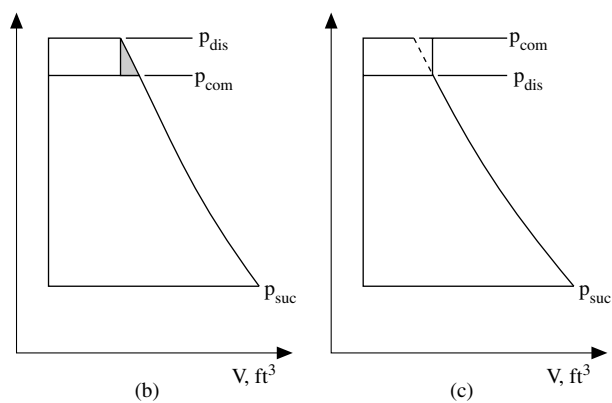 p_dis
p_com
p_suc
V, ft³
(b)
p_com
p_dis
p_suc
V, ft³
(c)